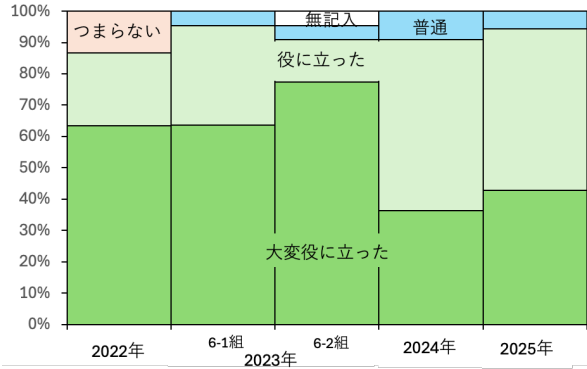 100%
90%
80%
70%
60%
50%
40%
30%
20%
10%
0%
つまらない
無記入
普通
役に立った
大変役に立った
2022年
6-1組
6-2組
2023年
2024年
2025年